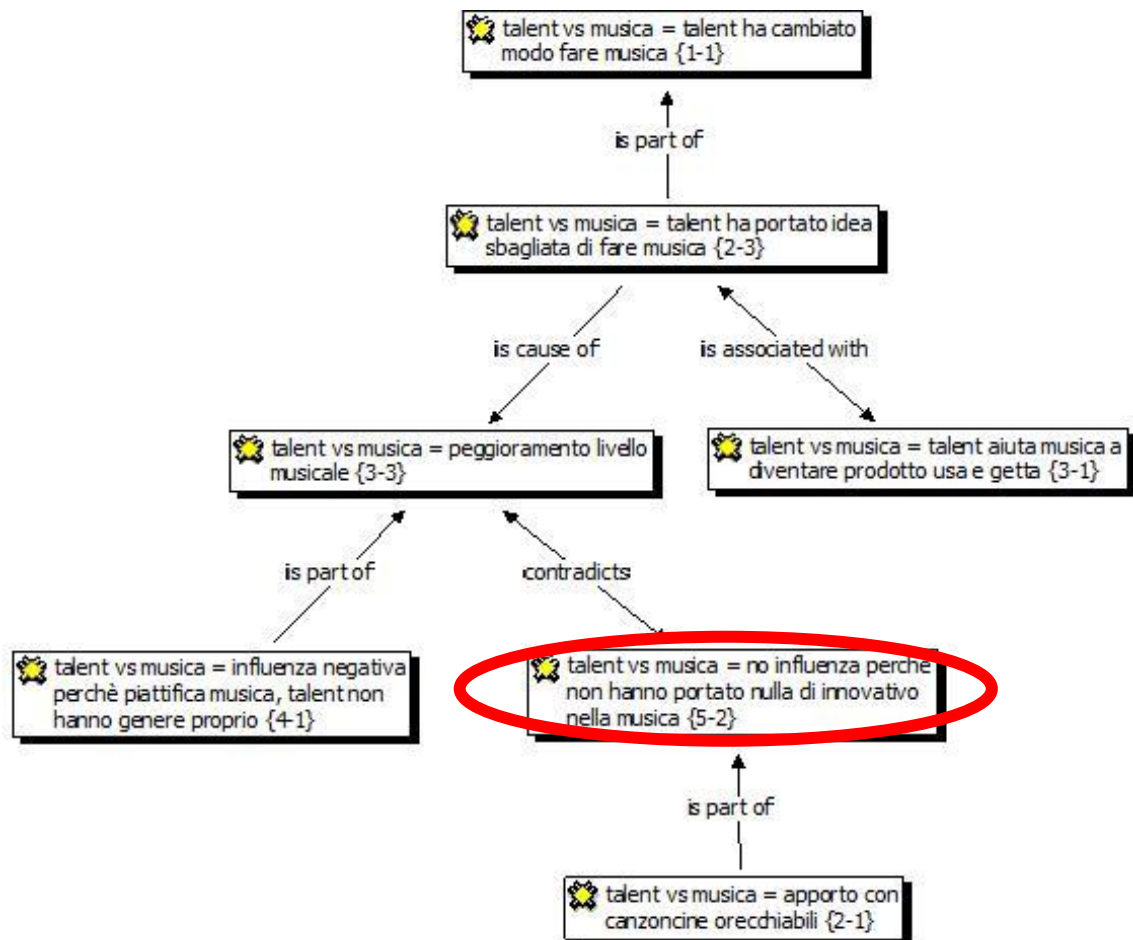 talent vs musica = talent ha cambiato
modo fare musica {1-1}
is part of
talent vs musica = talent ha portato idea
sbagliata di fare musica {2-3}
is cause of
is associated with
talent vs musica = peggioramento livello
musicale {3-3}
talent vs musica = talent aiuta musica a
diventare prodotto usa e getta {3-1}
is part of
contradicts
talent vs musica = influenza negativa
perchè piattifica musica, talent non
hanno genere proprio {4-1}
talent vs musica = no influenza perchè
non hanno portato nulla di innovativo
nella musica {5-2}
is part of
talent vs musica = apporto con
canzoncine orecchiabili {2-1}